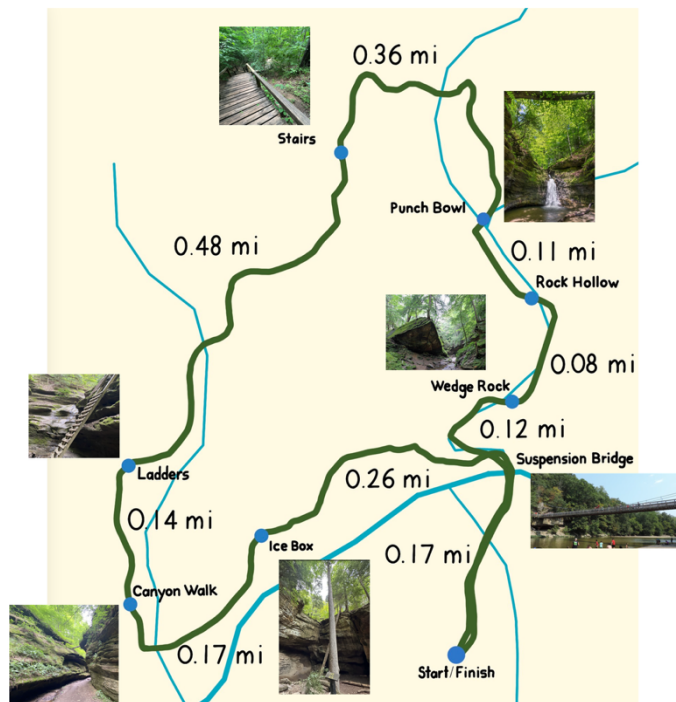 0.36 mi
Stairs
Punch Bowl
0.48 mi
0.11 mi
Rock Hollow
0.08 mi
Wedge Rock
0.12 mi
Suspension Bridge
Ladders
0.26 mi
0.14 mi
Ice Box
0.17 mi
Canyon Walk
0.17 mi
Start/Finish